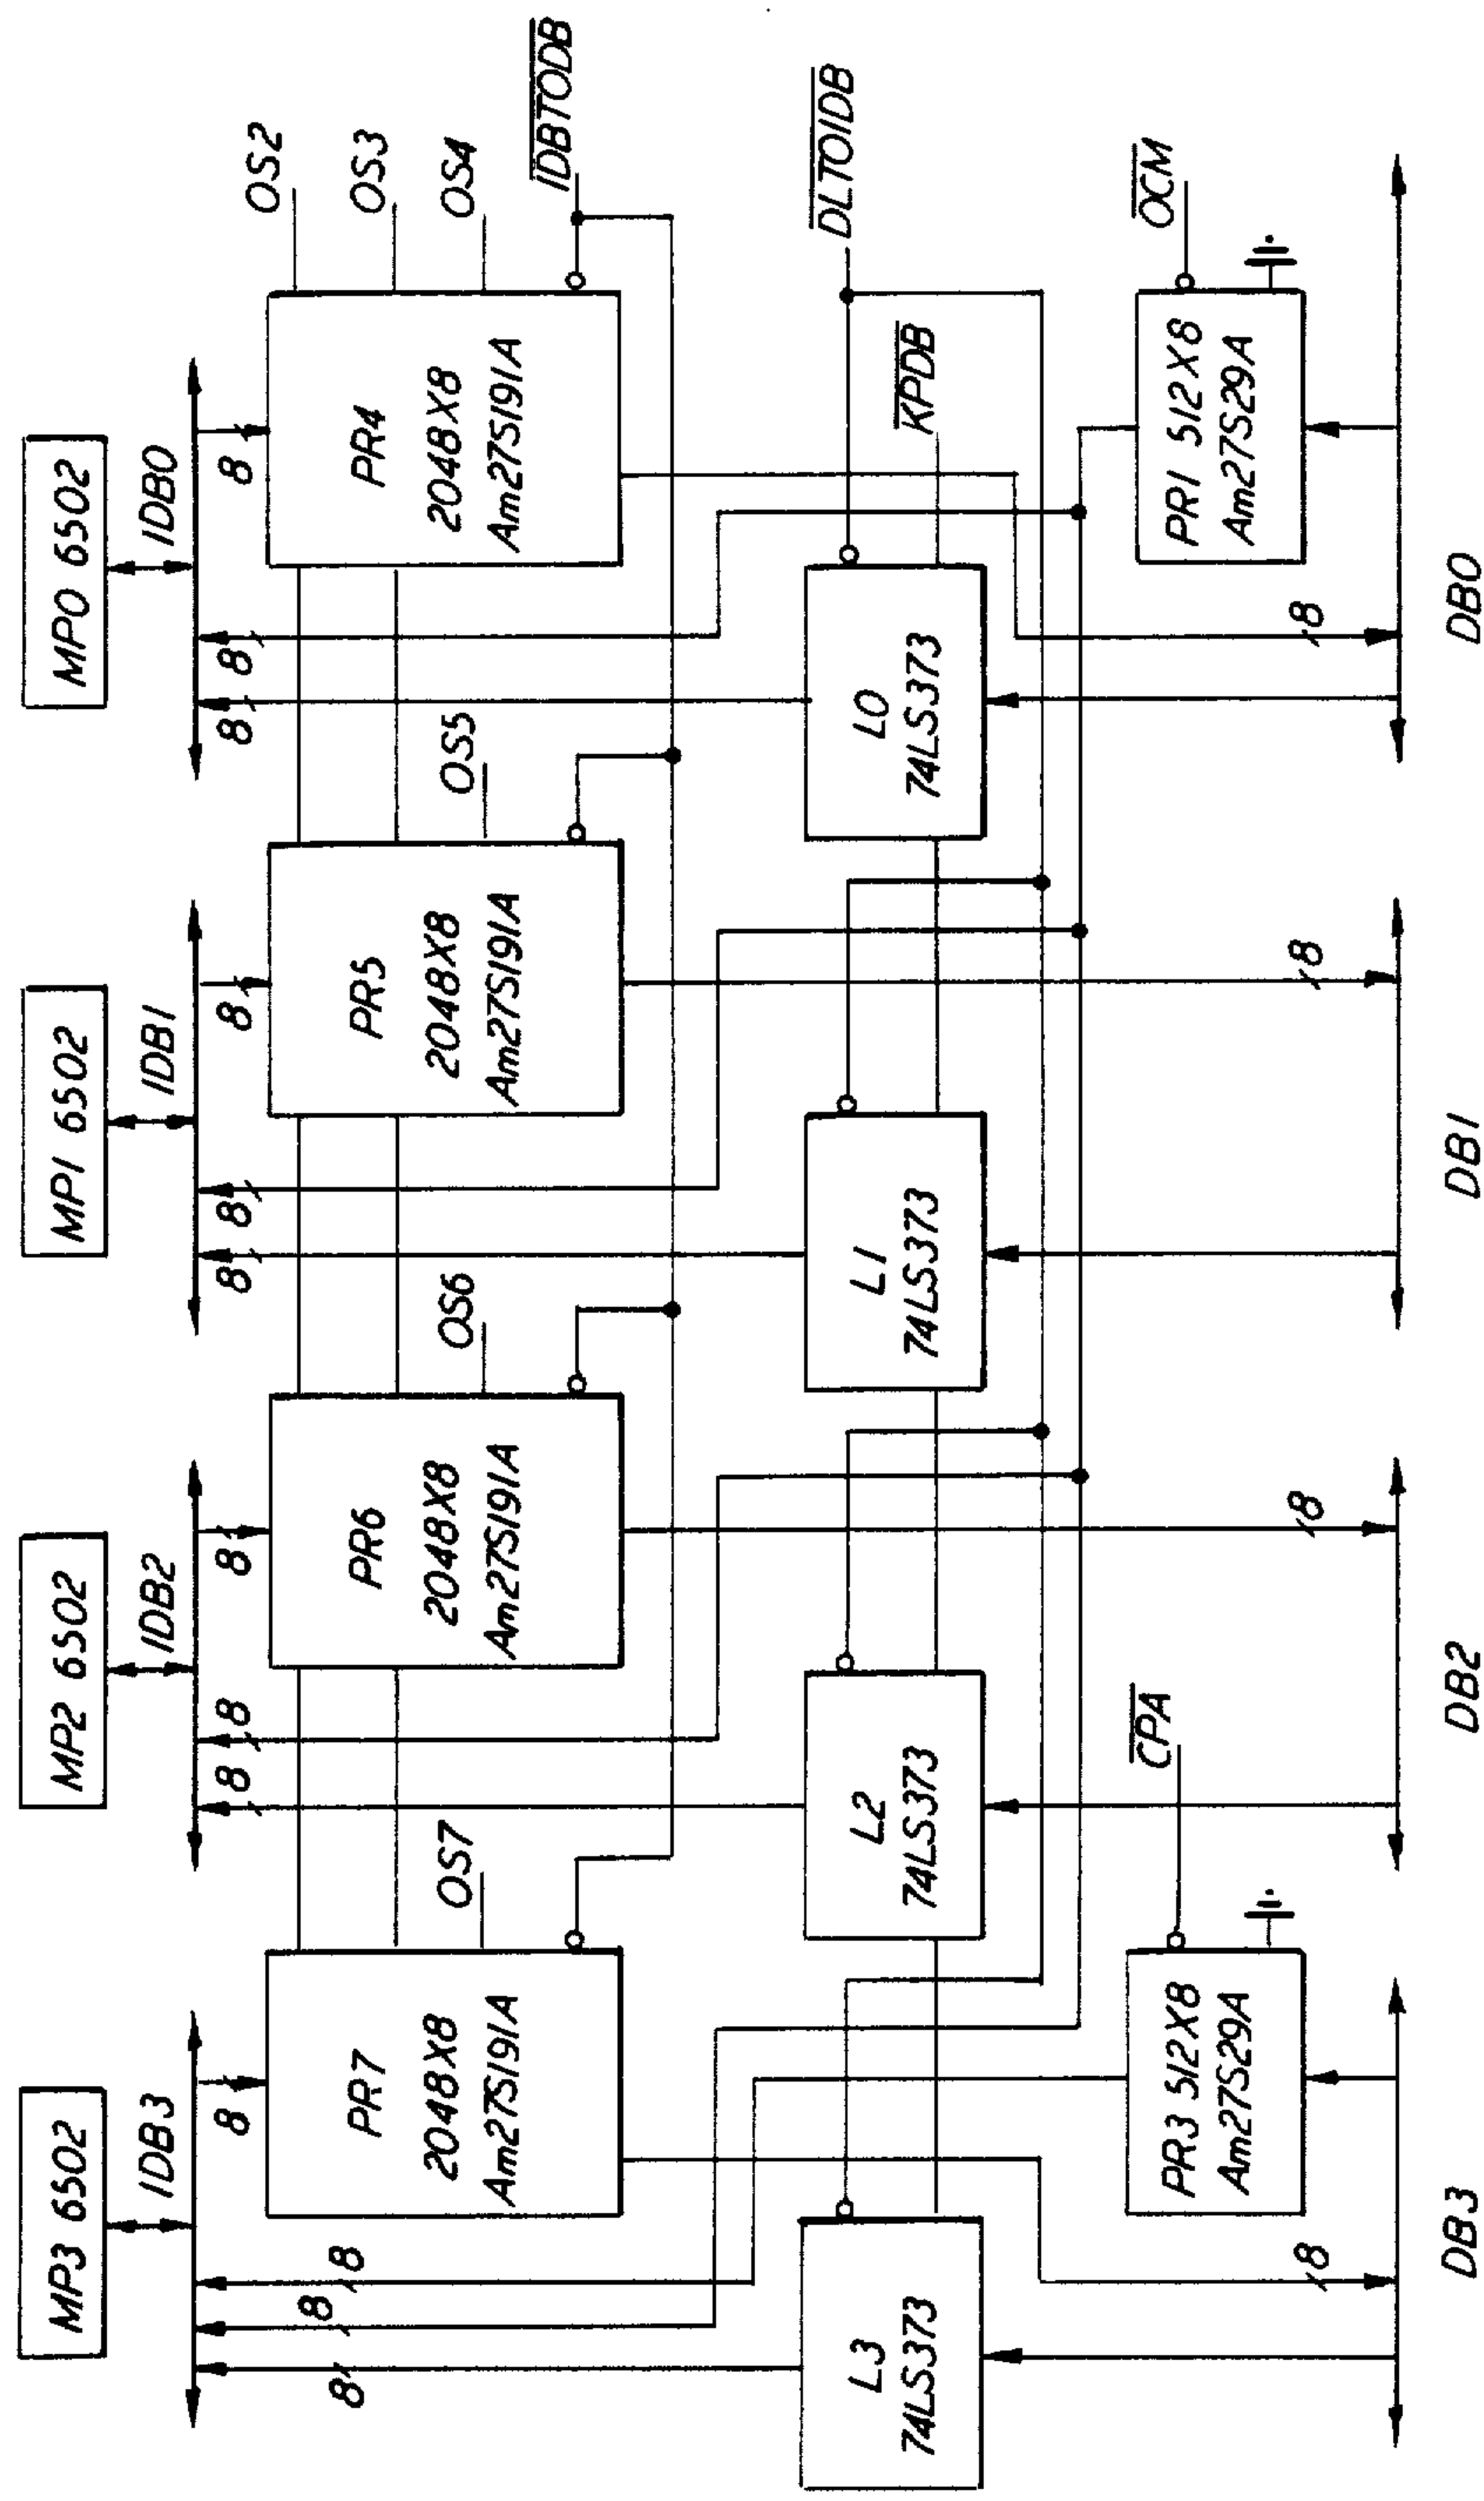 MP3 6502
MP2 6502
MP1 6502
MP0 6502
IDB3
IDB2
IDB1
IDB0
8
8
8
8
8
8
8
8
8
8
8
8
8
PR7
2048X8
Am27S191A
OS7
PR6
2048X8
Am27S191A
OS6
PR5
2048X8
Am27S191A
OS5
PR4
2048X8
Am27S191A
OS2
OS3
OS4
IDBTODB
L3
74LS373
L2
74LS373
L1
74LS373
L0
74LS373
DLTOIDB
KPDB
PR3 512X8
Am27S29A
CPA
PR1 512X8
Am27S29A
OCM
8
8
8
8
DB3
DB2
DB1
DB0